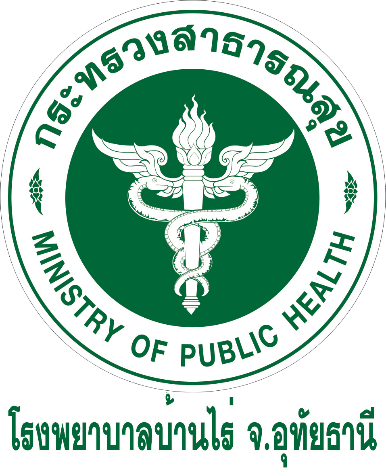 กระทรวงสาธารณสุข
MINISTRY OF PUBLIC HEALTH
โรงพยาบาลบ้านไร่ จ.อุทัยธานี